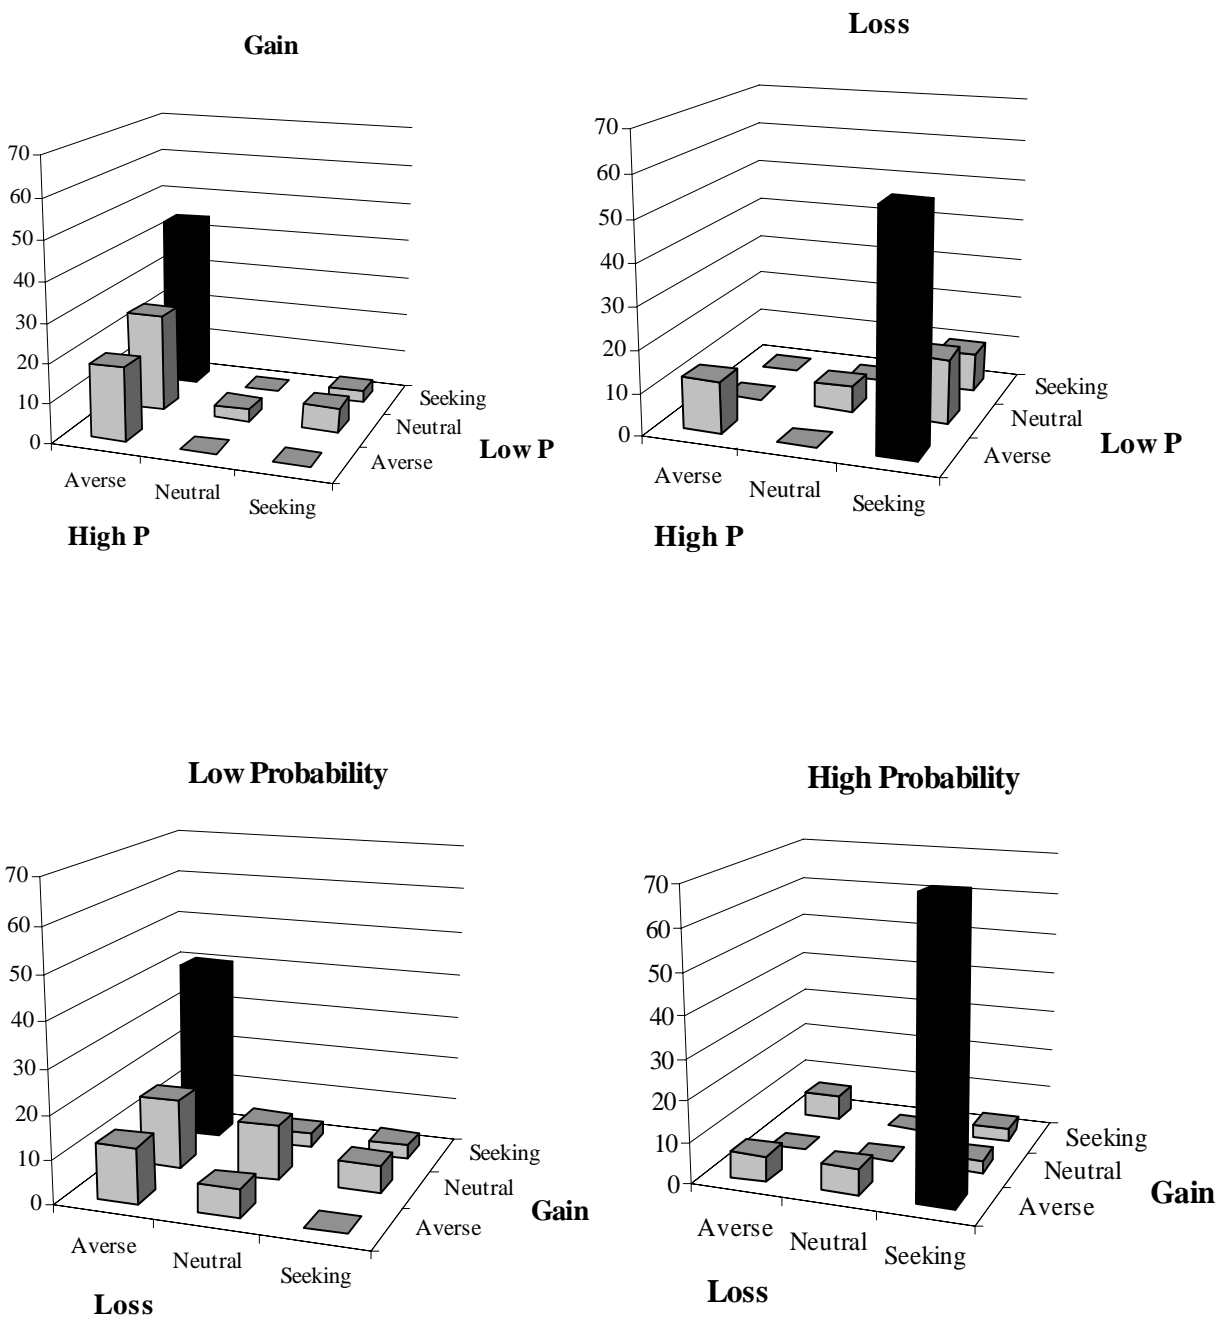 Gain
70
60
50
40
30
20
10
0
Averse
Neutral
Seeking
Seeking
Neutral
Averse
Low P
High P
Loss
70
60
50
40
30
20
10
0
Averse
Neutral
Seeking
Seeking
Neutral
Averse
Low P
High P
Low Probability
70
60
50
40
30
20
10
0
Averse
Neutral
Seeking
Seeking
Neutral
Averse
Gain
Loss
High Probability
70
60
50
40
30
20
10
0
Averse
Neutral
Seeking
Seeking
Neutral
Averse
Gain
Loss